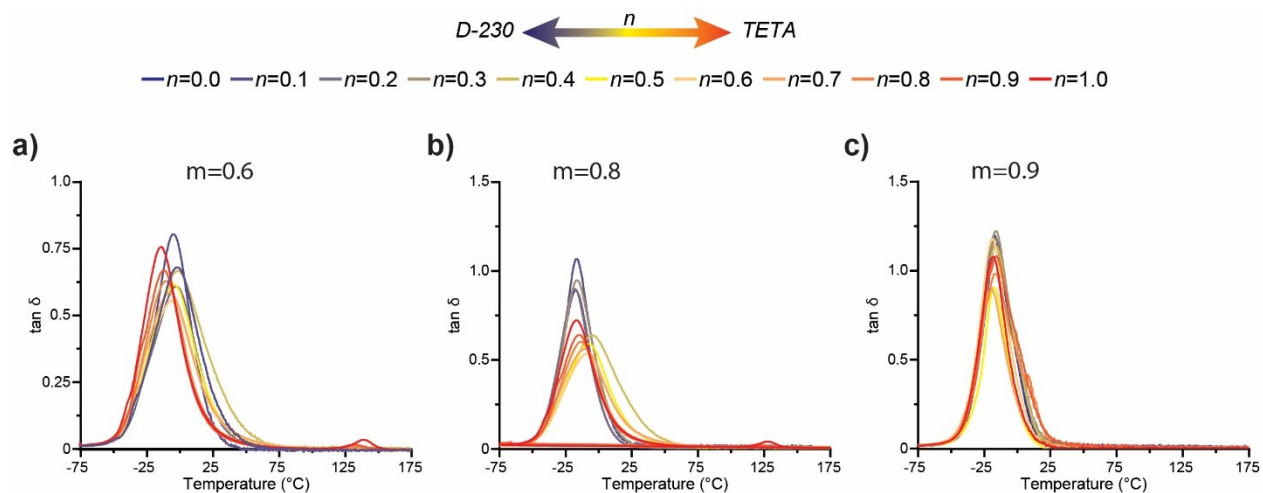 D-230 n TETA
n=0.0 n=0.1 n=0.2 n=0.3 n=0.4 n=0.5 n=0.6 n=0.7 n=0.8 n=0.9 n=1.0
a) b) c)
m=0.6 m=0.8 m=0.9
1.0 1.5 1.5
0.75
1.0 1.0
tan δ tan δ tan δ
0.5
0.5 0.5
0.25
0 0 0
-75 -25 25 75 125 175 -75 -25 25 75 125 175 -75 -25 25 75 125 175
Temperature (°C) Temperature (°C) Temperature (°C)